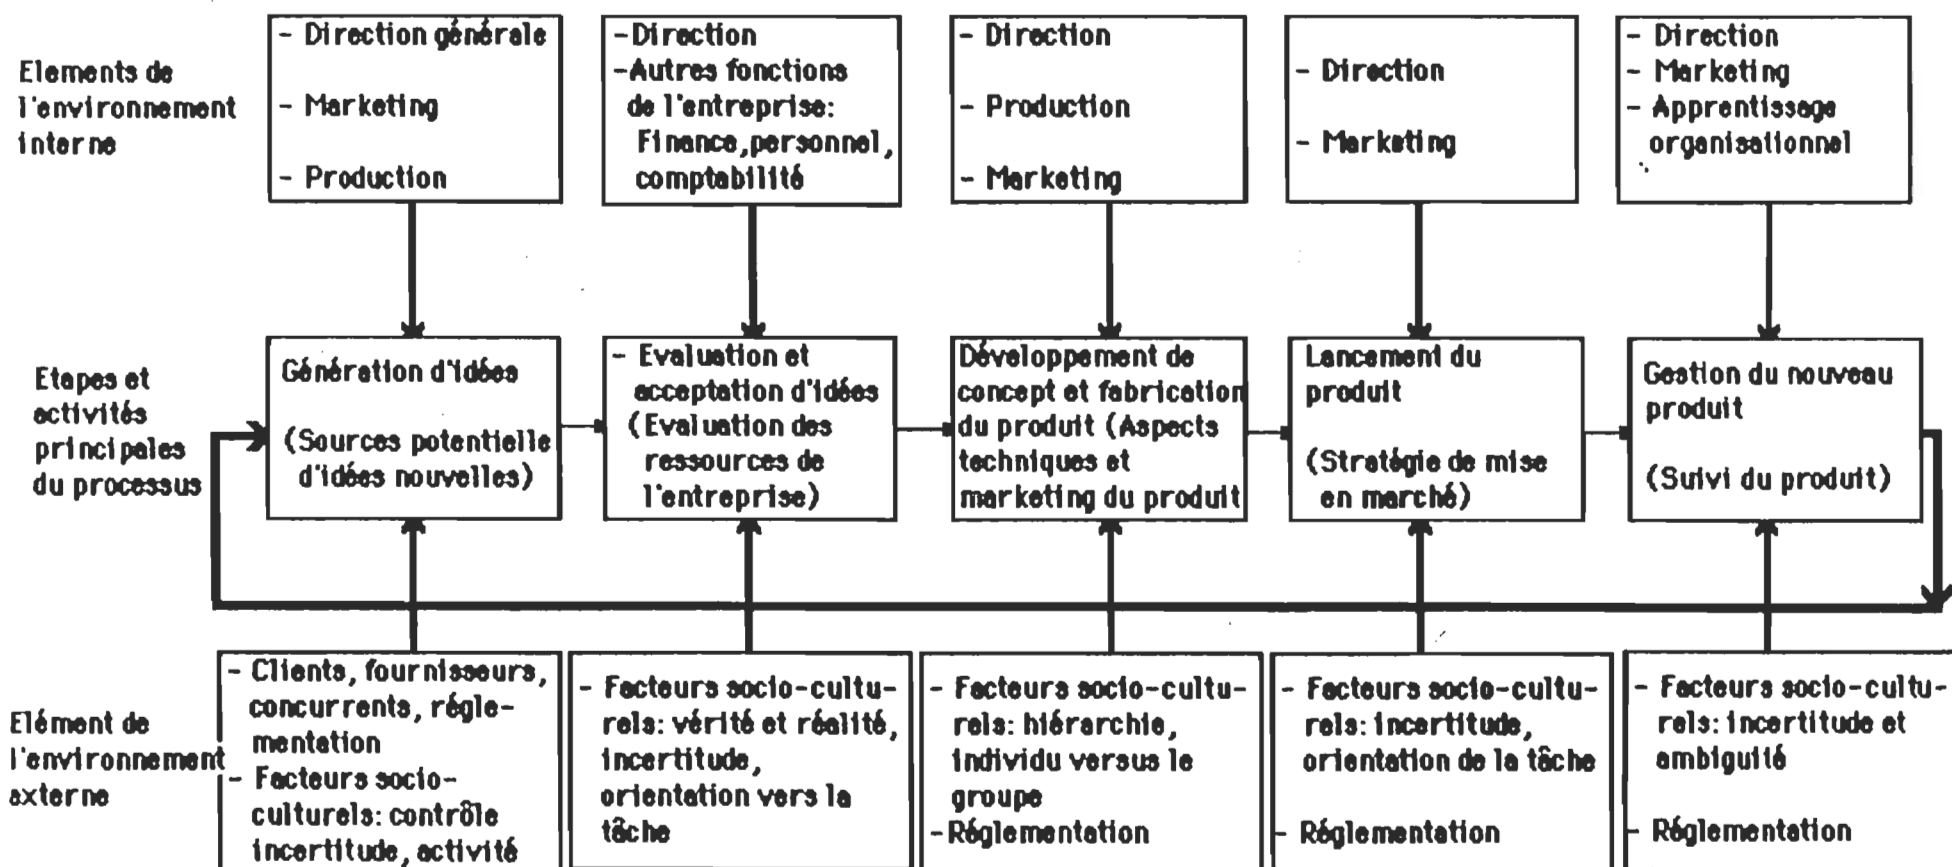 Elements de
l'environnement
interne
- Direction générale
- Marketing
- Production
-Direction
-Autres fonctions
de l'entreprise:
Finance,personnel,
comptabilité
- Direction
- Production
- Marketing
- Direction
- Marketing
- Direction
- Marketing
- Apprentissage
organisationnel
Etapes et
activités
principales
du processus
Génération d'idées
(Sources potentielle
d'idées nouvelles)
- Evaluation et
acceptation d'idées
(Evaluation des
ressources de
l'entreprise)
Développement de
concept et fabrication
du produit (Aspects
techniques et
marketing du produit
Lancement du
produit
(Stratégie de mise
en marché)
Gestion du nouveau
produit
(Suivi du produit)
Elément de
l'environnement
externe
- Clients, fournisseurs,
concurrents, régle-
mentation
- Facteurs socio-
culturels: contrôle
incertitude, activité
- Facteurs socio-cultu-
rels: vérité et réalité,
incertitude,
orientation vers la
tâche
- Facteurs socio-cultu-
rels: hiérarchie,
individu versus le
groupe
-Réglementation
- Facteurs socio-cultu-
rels: incertitude,
orientation de la tâche
- Réglementation
- Facteurs socio-cultu-
rels: incertitude et
ambiguité
- Réglementation